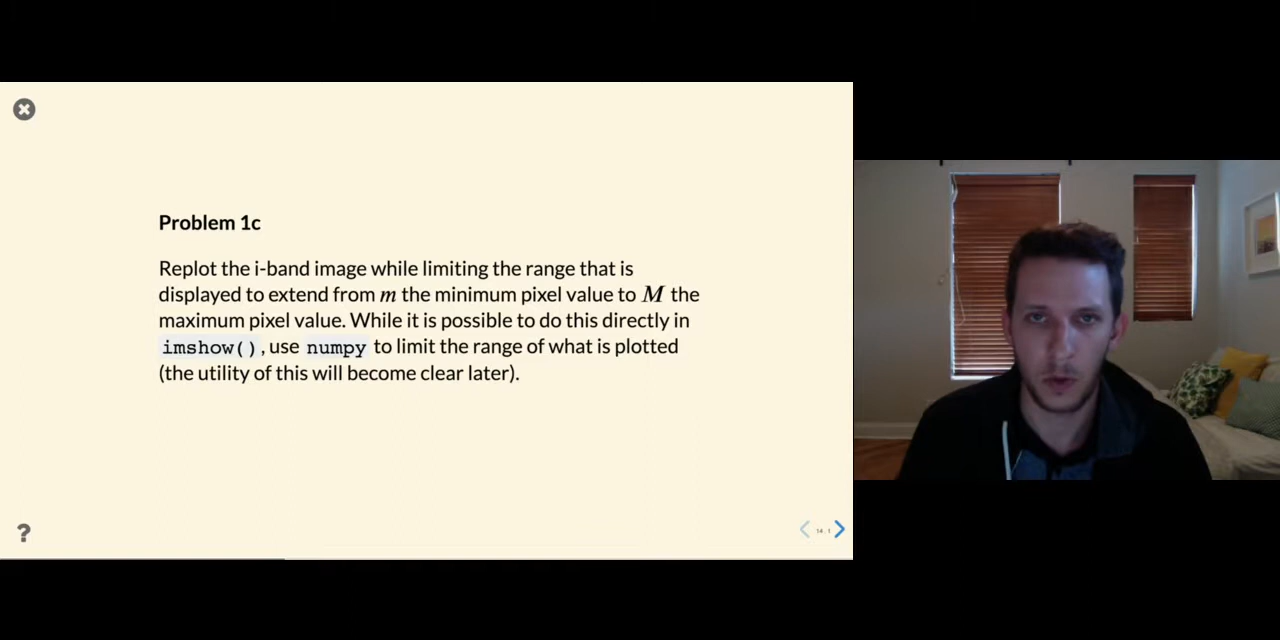 Problem 1c
Replot the i-band image while limiting the range that is
displayed to extend from m the minimum pixel value to M the
maximum pixel value. While it is possible to do this directly in
imshow(), use numpy to limit the range of what is plotted
(the utility of this will become clear later).
?
14.1